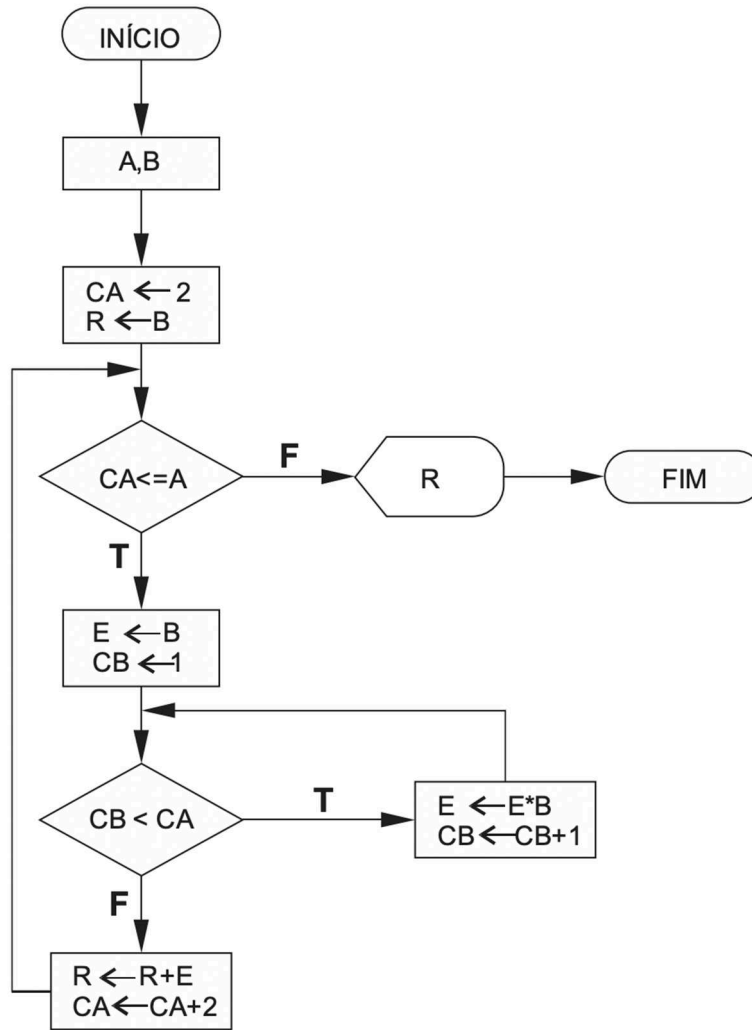 INÍCIO
A,B
CA ← 2
R ← B
CA<=A
F
R
FIM
T
E ← B
CB ← 1
CB < CA
T
E ← E*B
CB ← CB+1
F
R ← R+E
CA ← CA+2